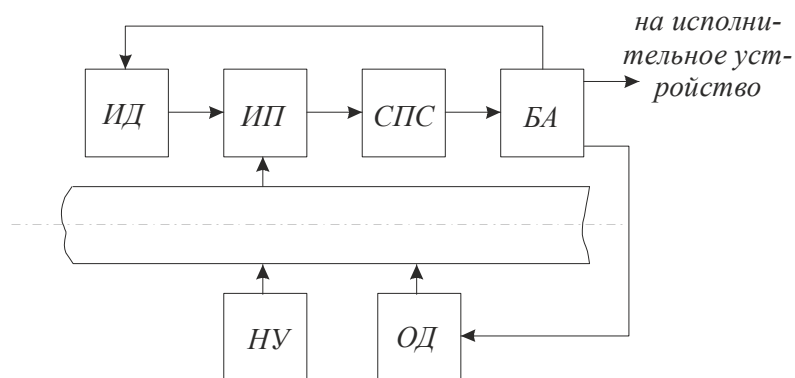 на исполни-
тельное уст-
ройство
ИД
ИП
СПС
БА
НУ
ОД